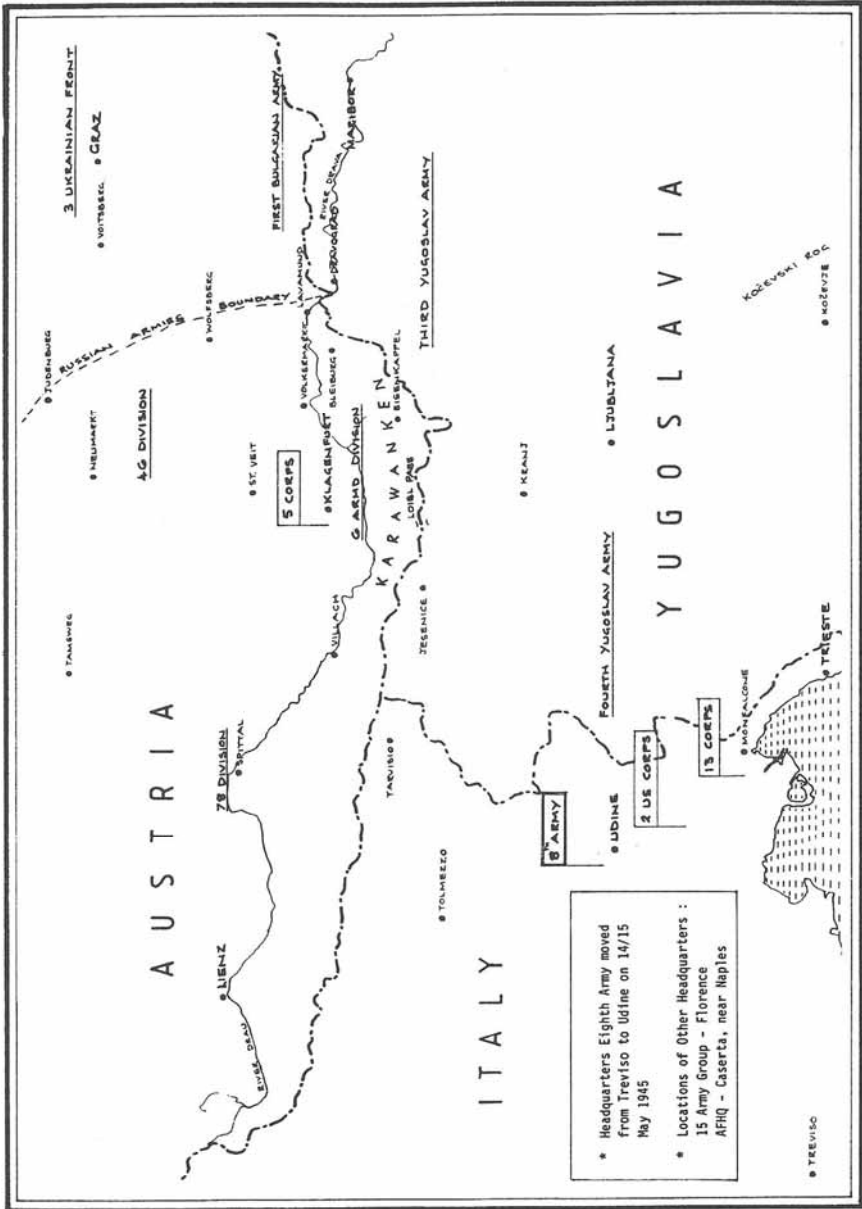 3 UKRAINIAN FRONT
VOITSBERG
GRAZ
JUDENBURG
RUSSIAN ARMIES BOUNDARY
WOLFSBERG
FIRST BULGARIAN ARMY
NEUMARKT
46 DIVISION
ST. VEIT
TAMSWEG
AUSTRIA
5 CORPS
KLAGENFURT
VOLKERMARKT
LAVAMUND
DRAVOGRAD
RIVER DRAVA
MARIBOR
BLEIBURG
6 ARMD DIVISION
78 DIVISION
SPITTAL
VILLACH
LIENZ
RIVER DRAU
KARAWANKEN
LOIBL PASS
EISENKAPPEL
THIRD YUGOSLAV ARMY
JESENICE
TARVISIO
KRANJ
TOLMEZZO
ITALY
8TH ARMY
UDINE
FOURTH YUGOSLAV ARMY
LJUBLJANA
2 US CORPS
YUGOSLAVIA
13 CORPS
MONFALCONE
TRIESTE
KOČEVSKI ROG
KOČEVJE
* Headquarters Eighth Army moved
from Treviso to Udine on 14/15
May 1945
* Locations of Other Headquarters :
15 Army Group - Florence
AFHQ - Caserta, near Naples
TREVISO